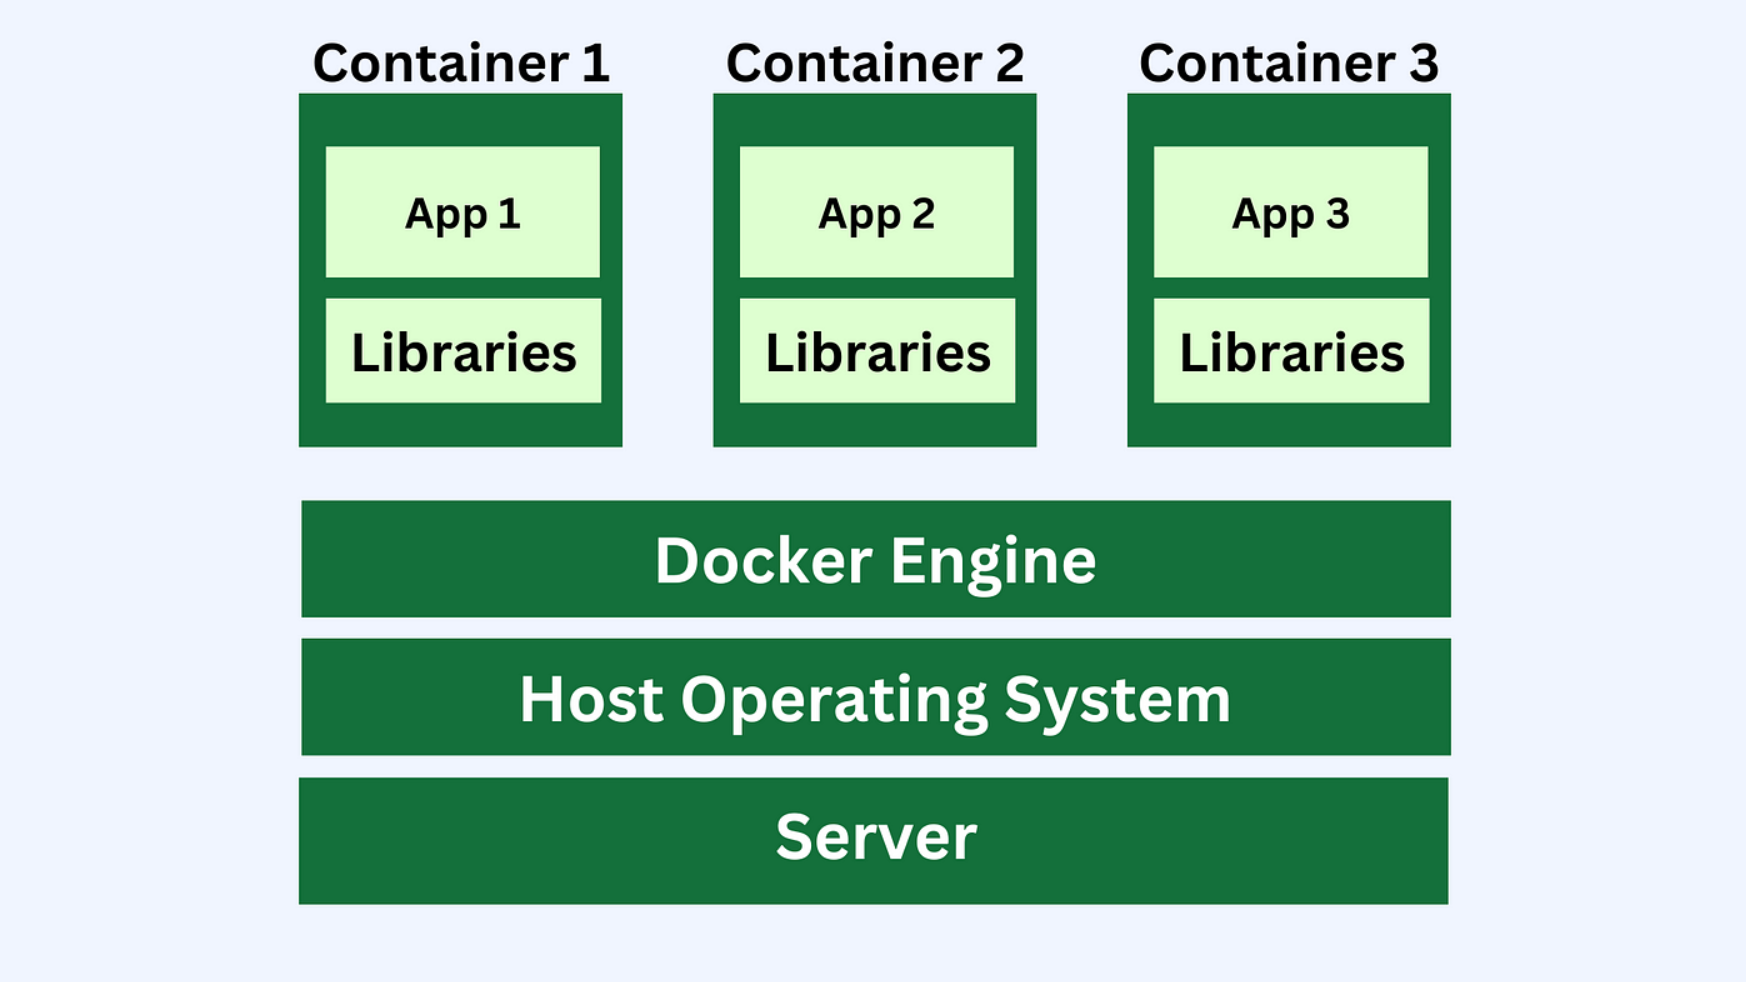 Container 1
Container 2
Container 3
App 1
App 2
App 3
Libraries
Libraries
Libraries
Docker Engine
Host Operating System
Server